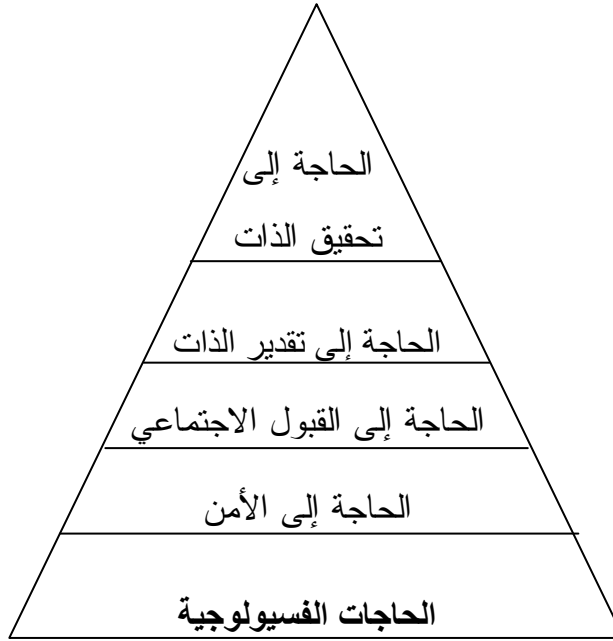 الحاجة إلى
تحقيق الذات
الحاجة إلى تقدير الذات
الحاجة إلى القبول الاجتماعي
الحاجة إلى الأمن
الحاجات الفسيولوجية